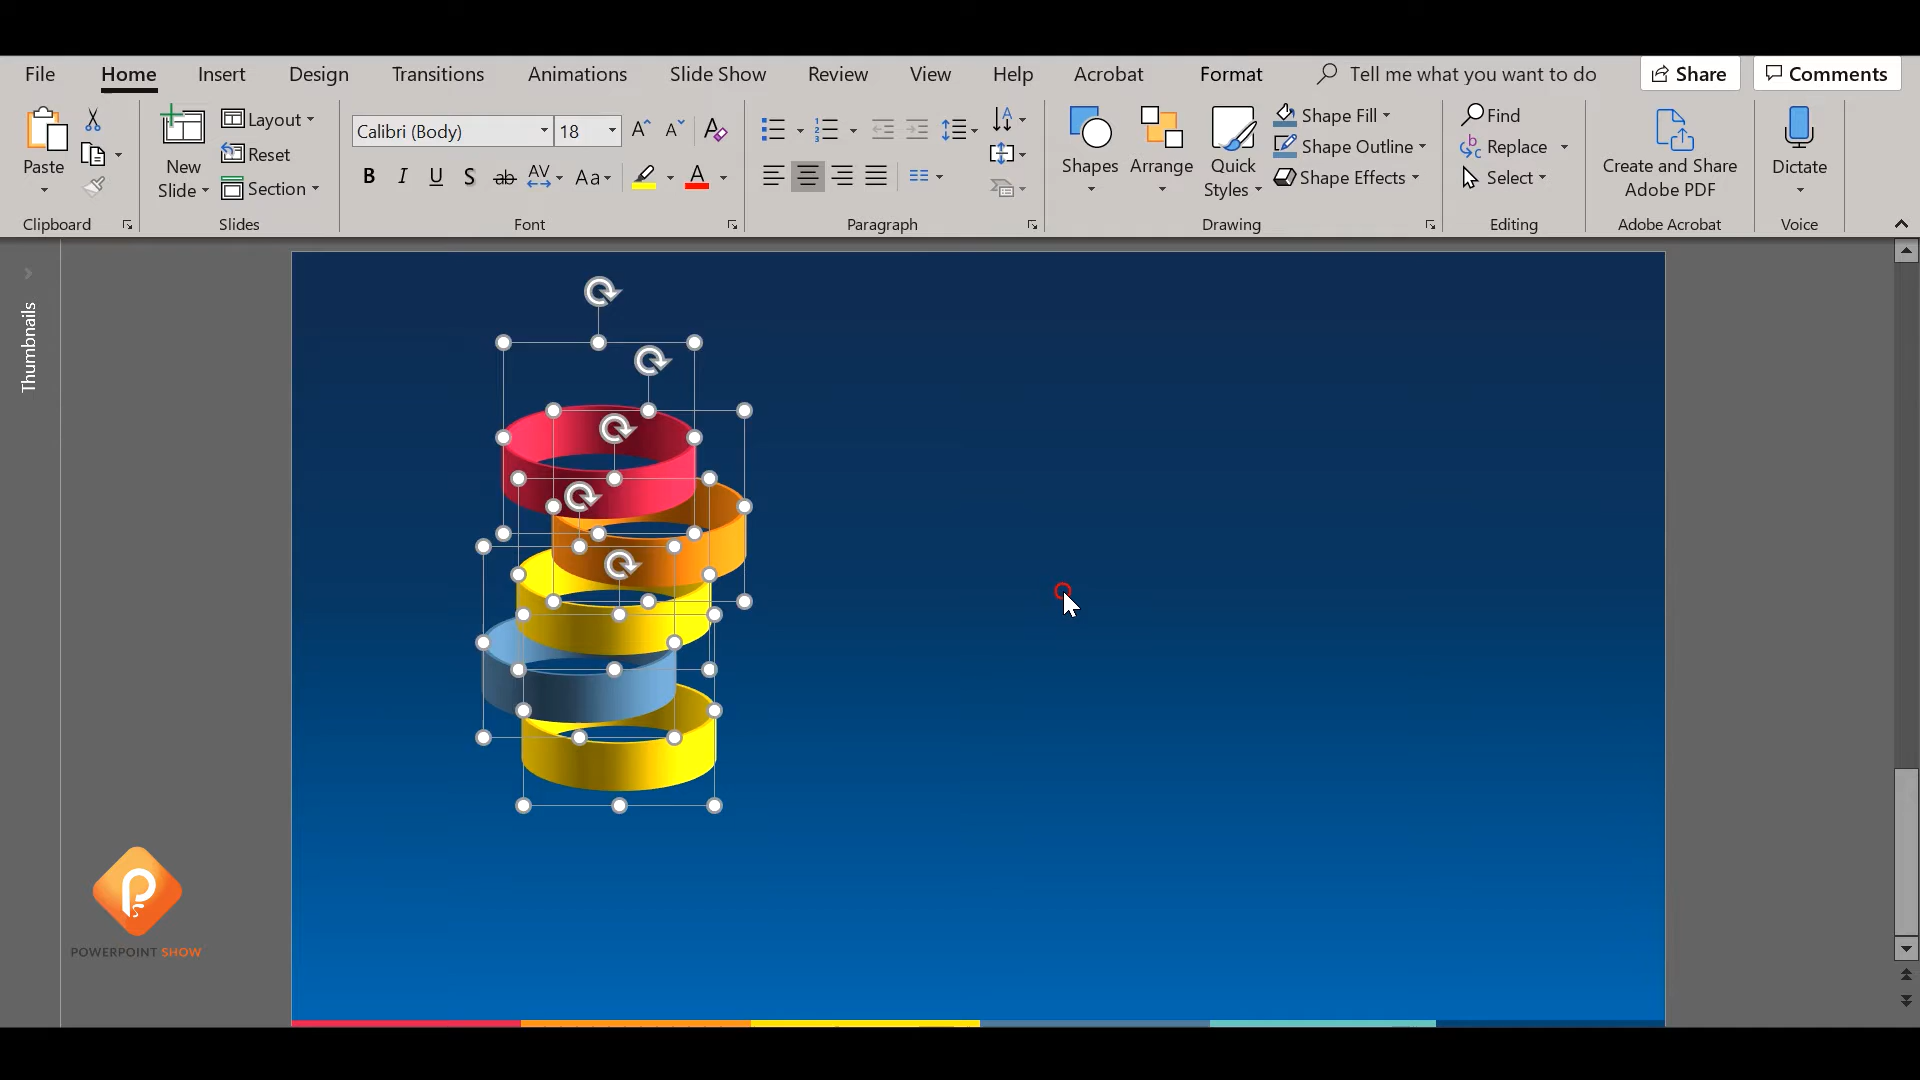 File Home Insert Design Transitions Animations Slide Show Review View Help Acrobat Format Tell me what you want to do Share Comments
Paste
New
Slide
Layout
Reset
Section
Calibri (Body) 18
B I U S ab AV Aa A
Shapes
Arrange
Quick
Styles
Shape Fill
Shape Outline
Shape Effects
Find
Replace
Select
Create and Share
Adobe PDF
Dictate
Clipboard Slides Font Paragraph Drawing Editing Adobe Acrobat Voice
Thumbnails
POWERPOINT SHOW